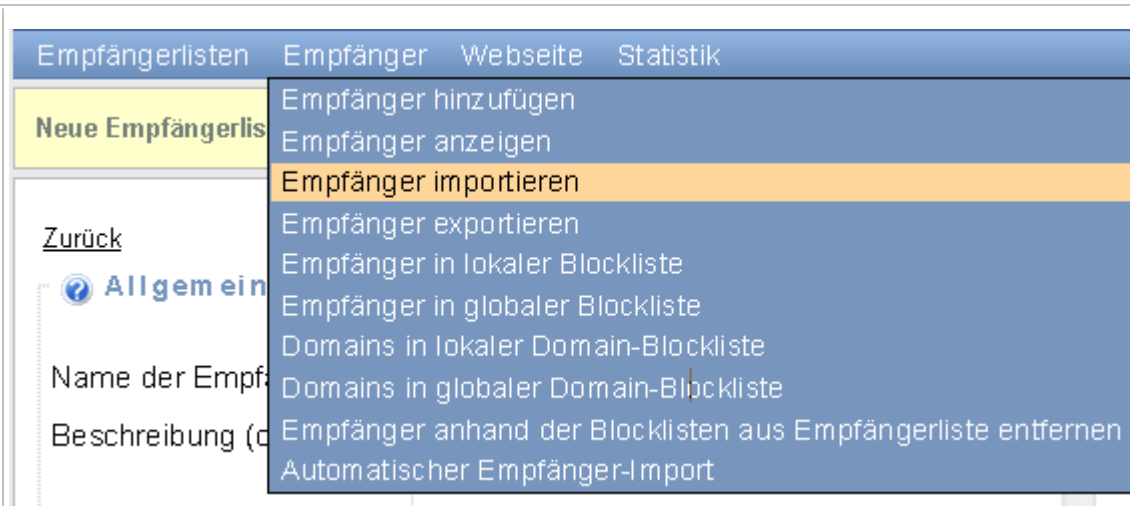 Empfängerlisten Empfänger Webseite Statistik
Empfänger hinzufügen
Neue Empfängerlis
Empfänger anzeigen
Empfänger importieren
Empfänger exportieren
Zurück
Empfänger in lokaler Blockliste
Allgemein
Empfänger in globaler Blockliste
Domains in lokaler Domain-Blockliste
Name der Empf
Domains in globaler Domain-Blockliste
Beschreibung (
Empfänger anhand der Blocklisten aus Empfängerliste entfernen
Automatischer Empfänger-Import